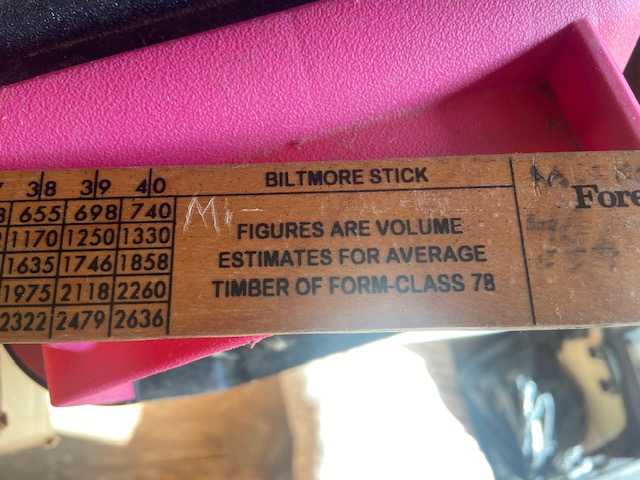 38 39 40 BILTMORE STICK
655 698 740 Mi-
1170 1250 1330 FIGURES ARE VOLUME
1635 1746 1858 ESTIMATES FOR AVERAGE
1975 2118 2260 TIMBER OF FORM-CLASS 78
2322 2479 2636
Fore